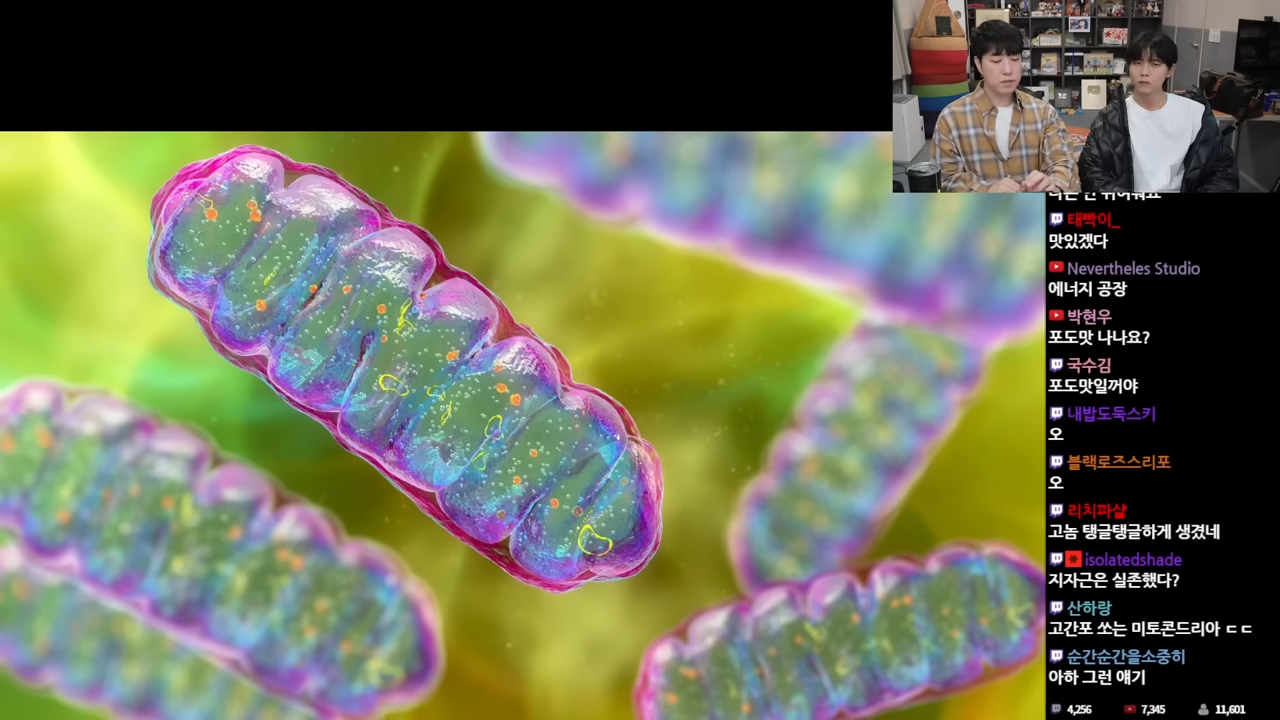 태빡이_
맛있겠다
Nevertheles Studio
에너지 공장
박현우
포도맛 나나요?
국수김
포도맛일꺼야
내밥도둑스키
오
블랙로즈스리포
오
리치파샬
고놈 탱글탱글하게 생겼네
isolatedshade
지자근은 실존했다?
산하랑
고간포 쏘는 미토콘드리아 ㄷㄷ
순간순간을소중히
아하 그런 얘기
4,256 7,345 11,601